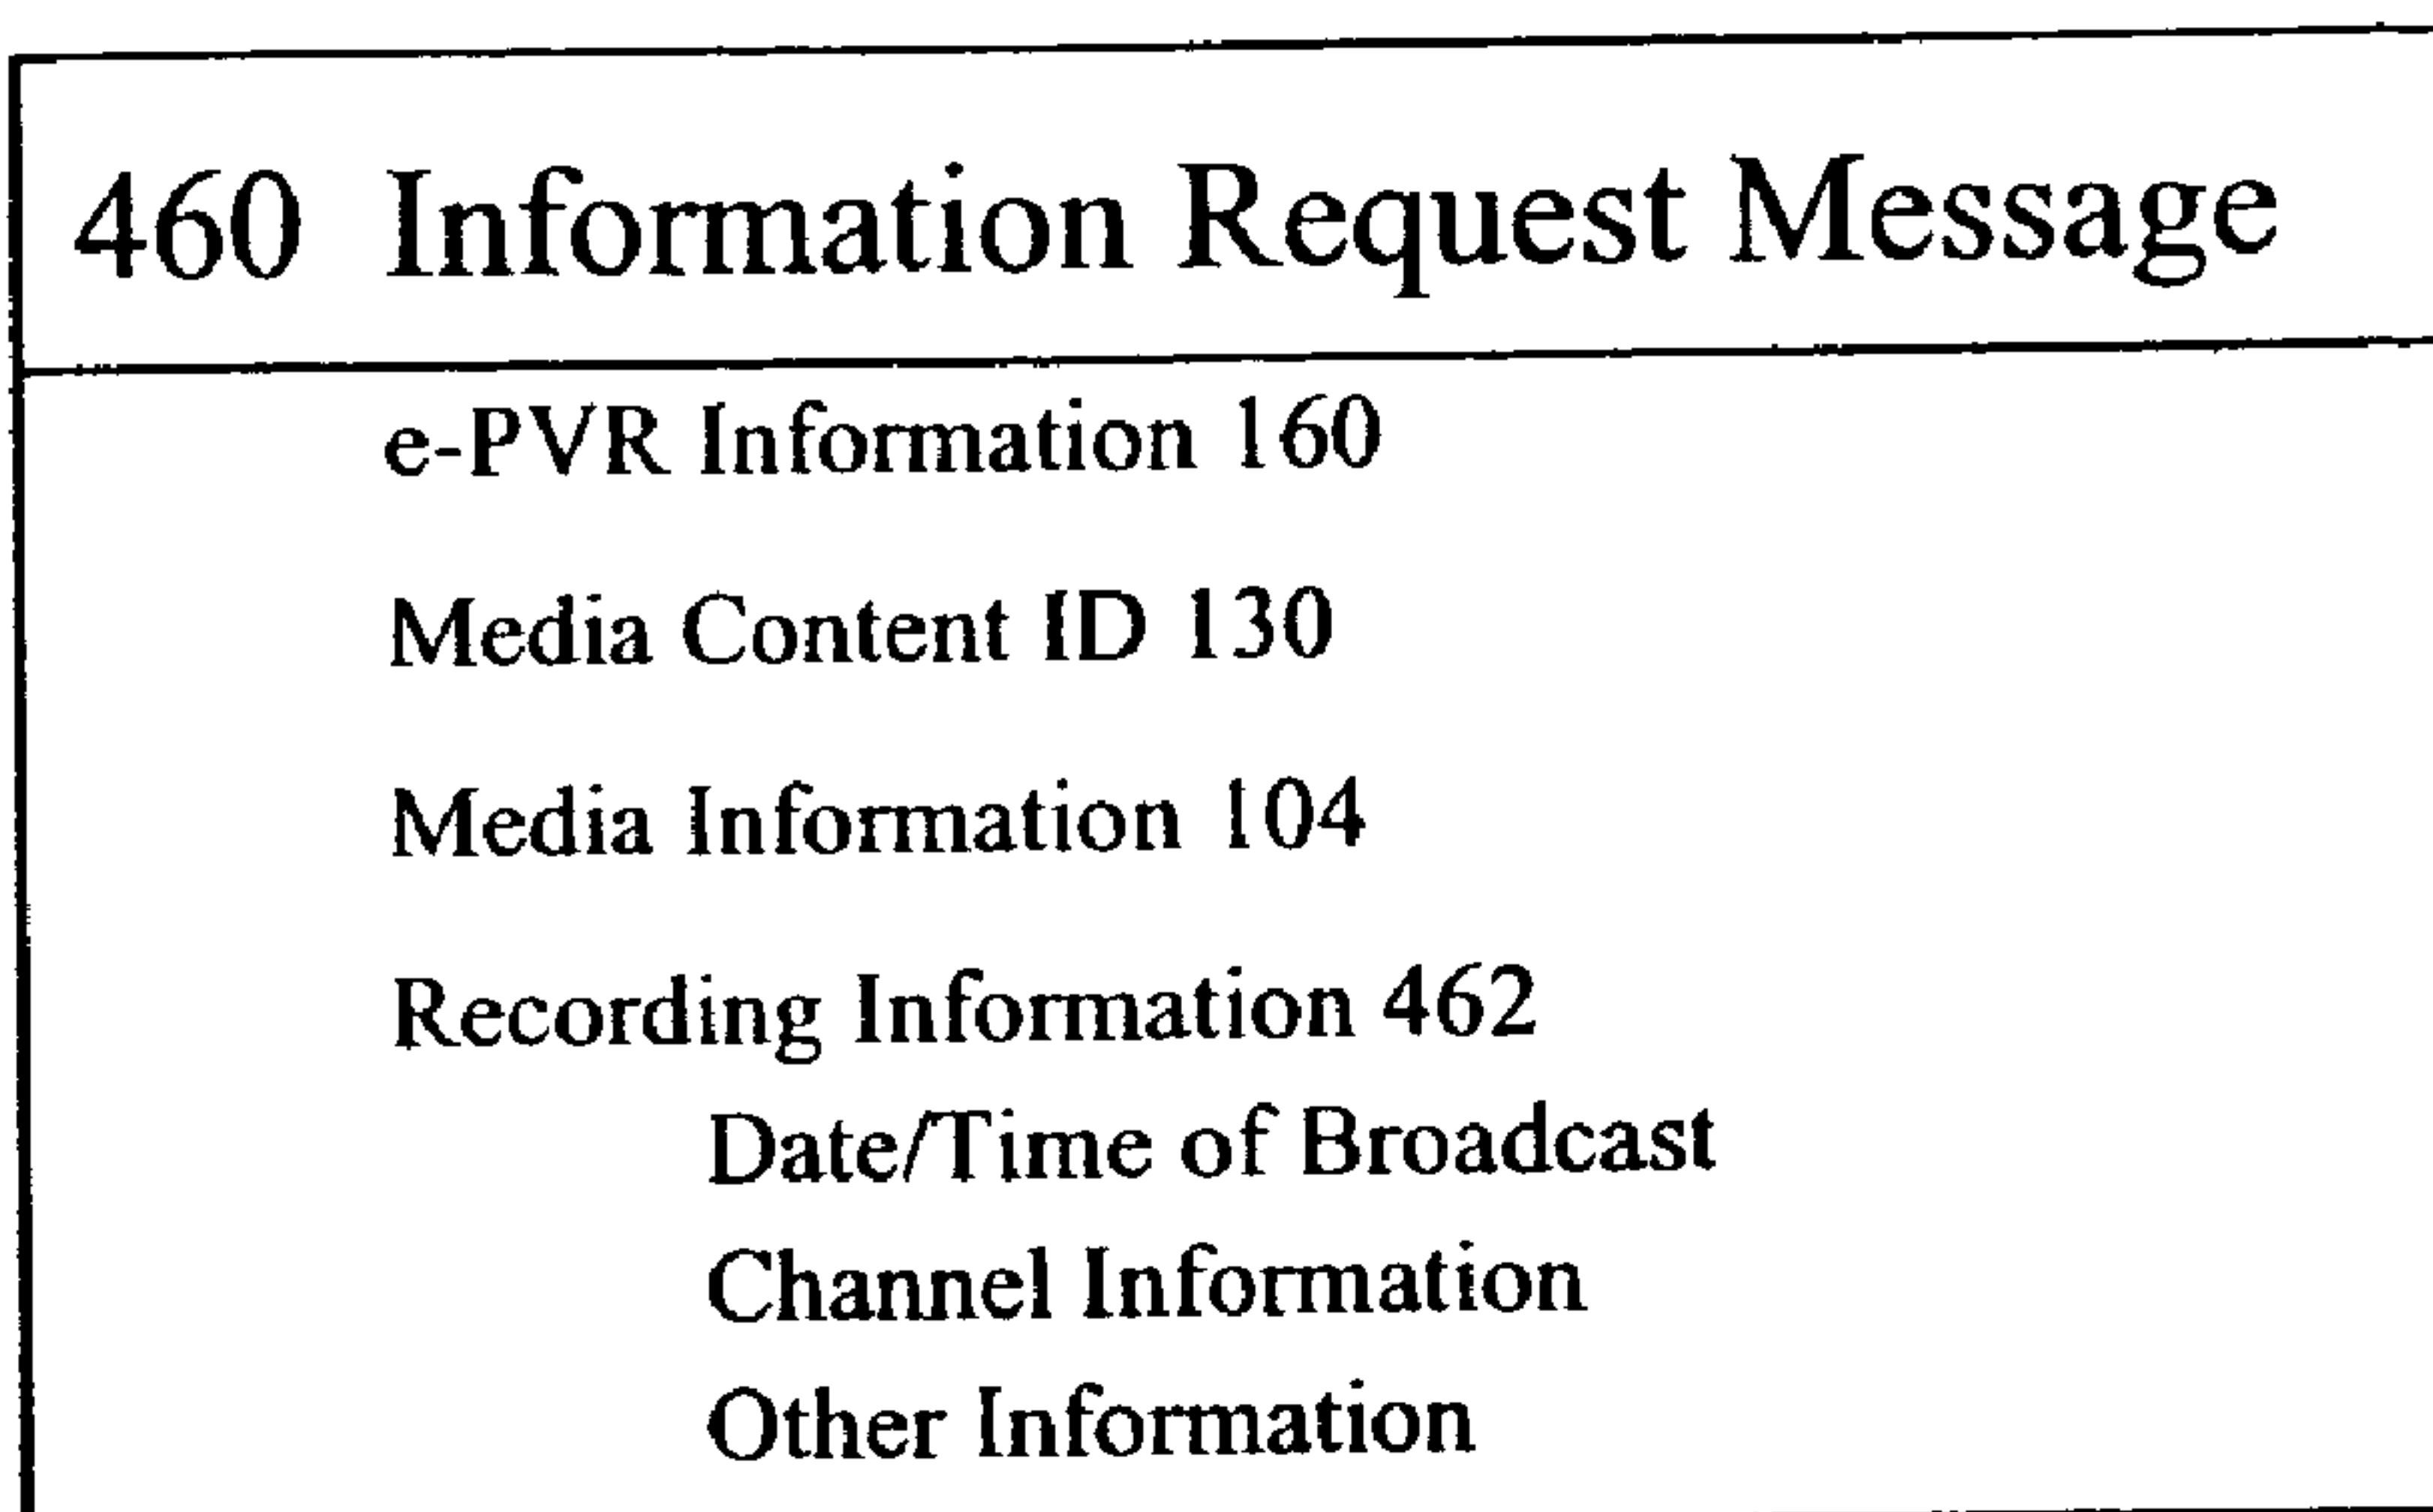 460 Information Request Message
e-PVR Information 160
Media Content ID 130
Media Information 104
Recording Information 462
Date/Time of Broadcast
Channel Information
Other Information